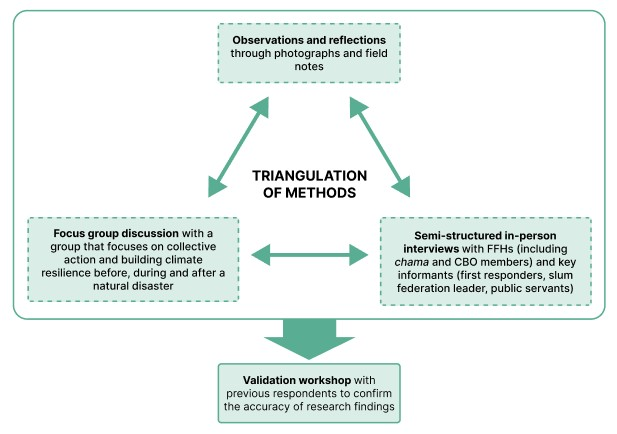 Observations and reflections
through photographs and field
notes
TRIANGULATION
OF METHODS
Focus group discussion with a
group that focuses on collective
action and building climate
resilience before, during and after a
natural disaster
Semi-structured in-person
interviews with FFHs (including
chama and CBO members) and key
informants (first responders, slum
federation leader, public servants)
Validation workshop with
previous respondents to confirm
the accuracy of research findings